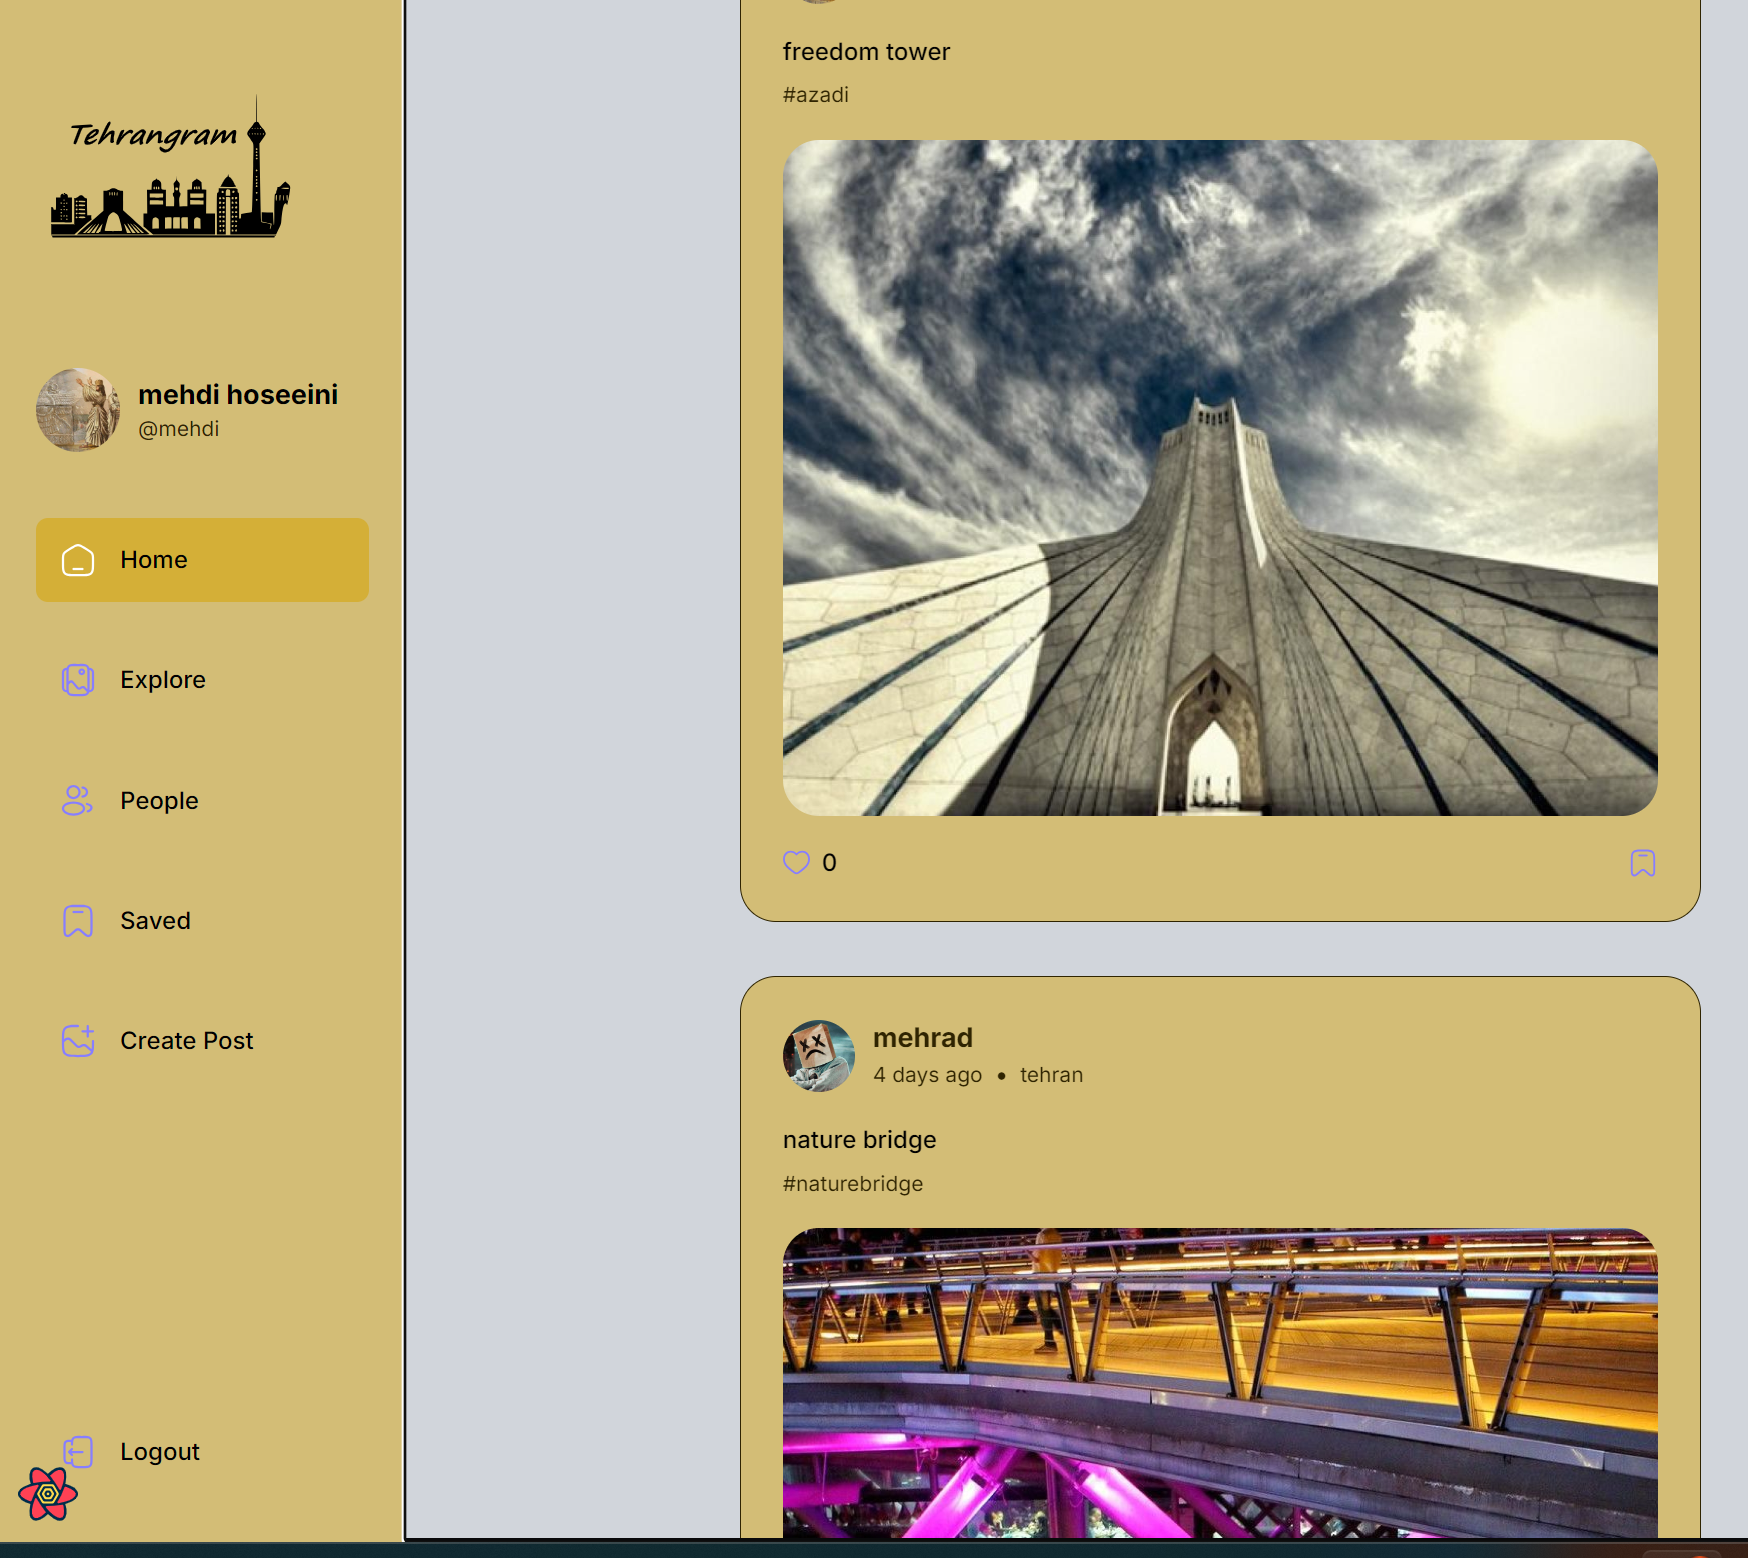 Tehrangram
mehdi hoseeini
@mehdi
Home
Explore
People
Saved
Create Post
Logout
freedom tower
#azadi
0
mehrad
4 days ago • tehran
nature bridge
#naturebridge